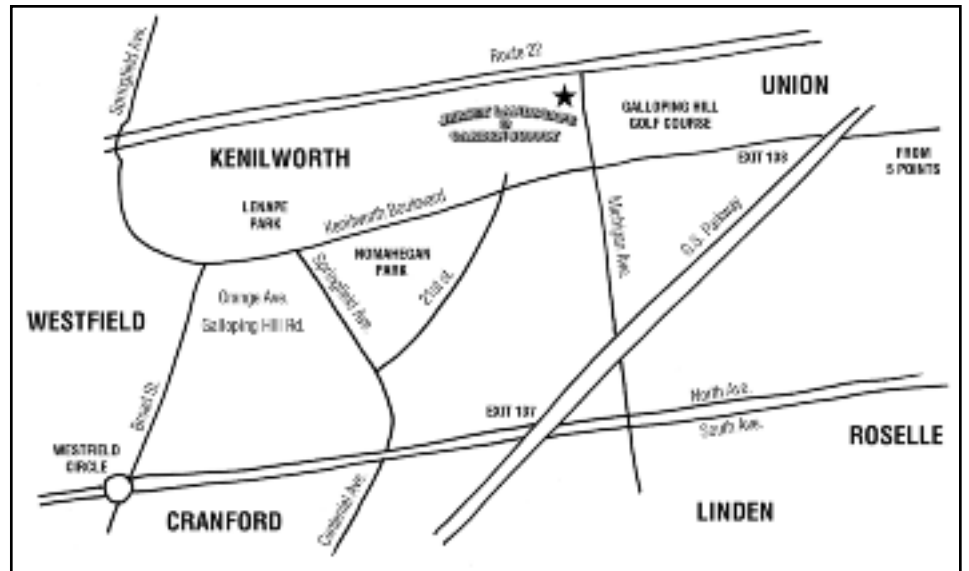 Springfield Ave.
Route 22
UNION
GALLOPING HILL
GOLF COURSE
KENILWORTH
EXIT 138
FROM
5 POINTS
LENAPE
PARK
Kenilworth Boulevard
Michigan Ave.
G.S. Parkway
NOMAHEGAN
PARK
Springfield Ave.
21st st.
Orange Ave.
Galloping Hill Rd.
WESTFIELD
Broad St.
EXIT 137
North Ave.
South Ave.
ROSELLE
WESTFIELD
CIRCLE
CRANFORD
LINDEN